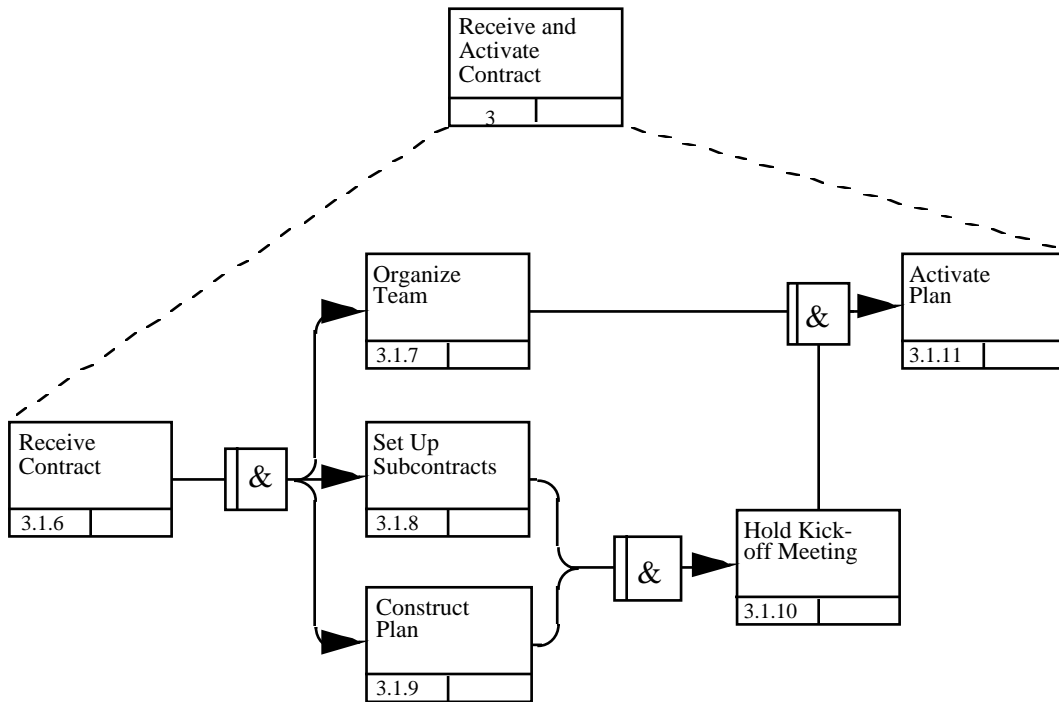 Receive and
Activate
Contract
3
Organize
Team
3.1.7
&
Activate
Plan
3.1.11
Receive
Contract
3.1.6
&
Set Up
Subcontracts
3.1.8
&
Hold Kick-
off Meeting
3.1.10
Construct
Plan
3.1.9